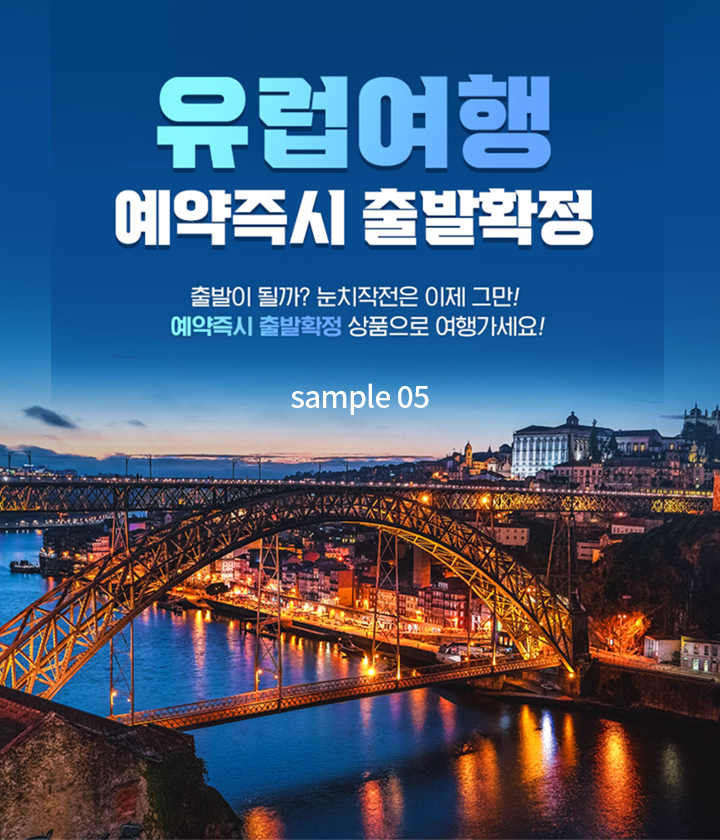 유럽여행
예약즉시 출발확정
출발이 될까? 눈치작전은 이제 그만!
예약즉시 출발확정 상품으로 여행가세요!
sample 05